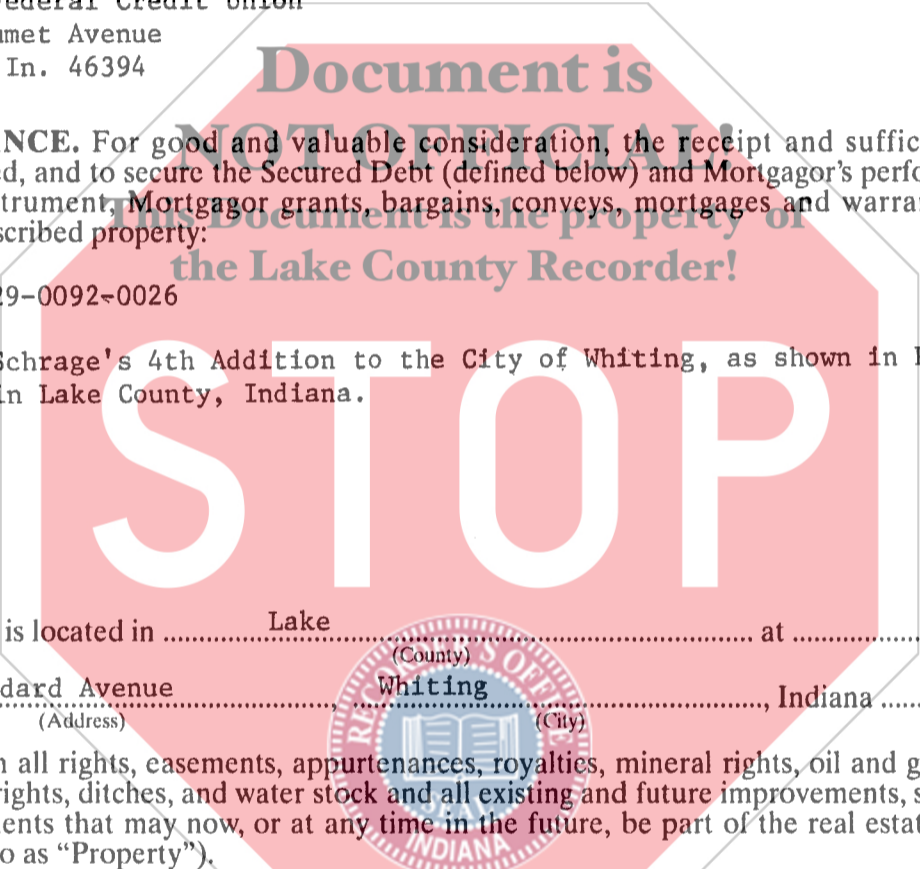 ederal Credit Union
met Avenue
In. 46394
Document is
NOT OFFICIAL!
NCE. For good and valuable consideration, the receipt and suffic
d, and to secure the Secured Debt (defined below) and Mortgagor's perfo
trument, Mortgagor grants, bargains, conveys, mortgages and warra
This Document is the property of
scribed property:
the Lake County Recorder!
29-0092-0026
Schrage's 4th Addition to the City of Whiting, as shown in
in Lake County, Indiana.
STOP
is located in Lake at
(County)
dard Avenue, Whiting, Indiana
(Address) (City)
all rights, easements, appurtenances, royalties, mineral rights, oil and g
ights, ditches, and water stock and all existing and future improvements, s
ents that may now, or at any time in the future, be part of the real estat
o as “Property”).
RECORDER'S OFFICE
SEAL
INDIANA